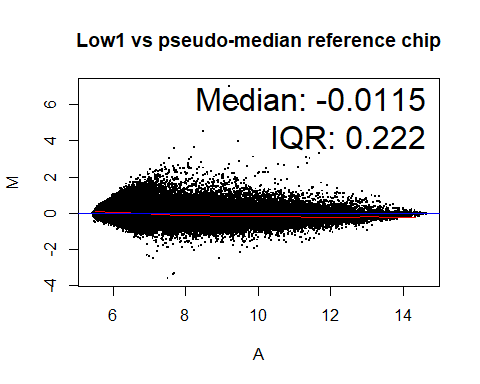 Low1 vs pseudo-median reference chip
Median: -0.0115
IQR: 0.222
M
6
4
2
0
-2
-4
6 8 10 12 14
A